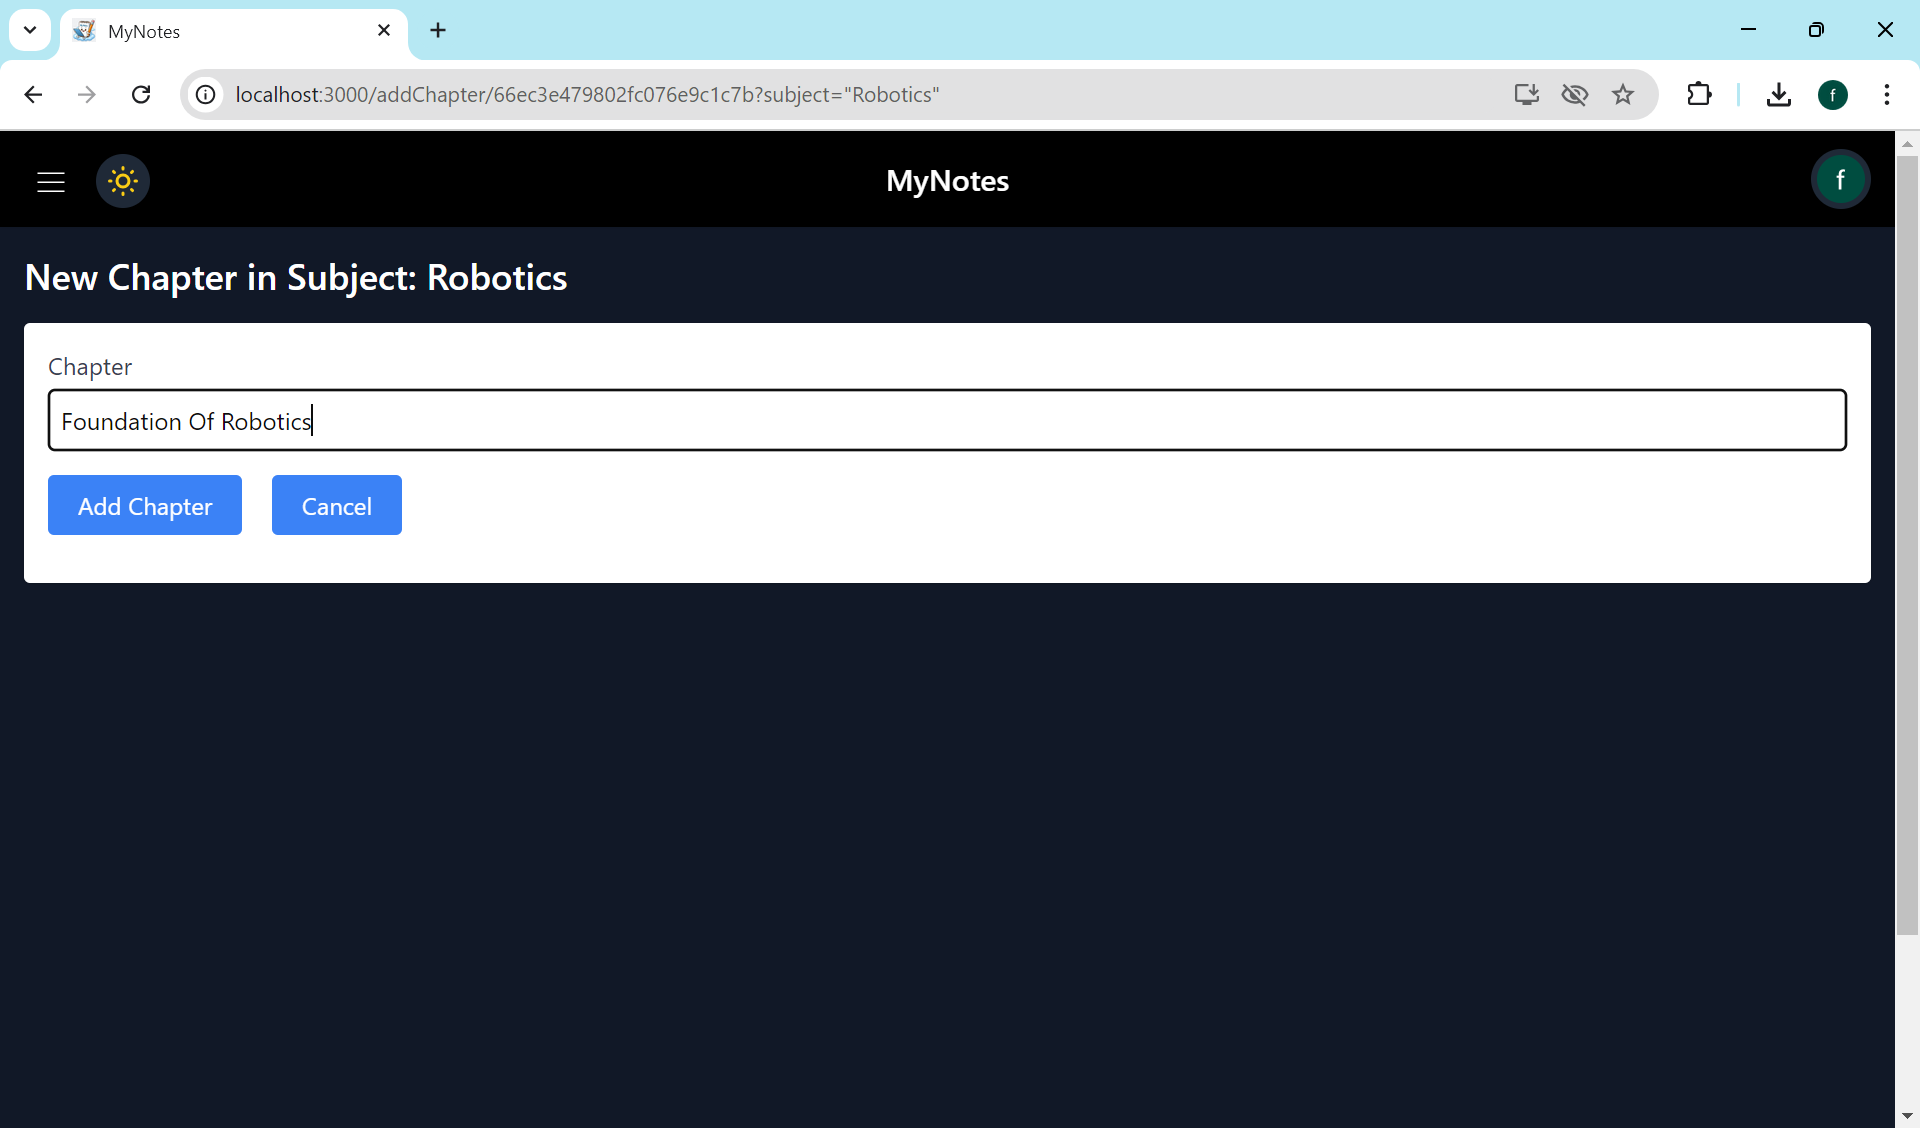 MyNotes
localhost:3000/addChapter/66ec3e479802fc076e9c1c7b?subject="Robotics"
f
MyNotes
f
New Chapter in Subject: Robotics
Chapter
Foundation Of Robotics
Add Chapter
Cancel